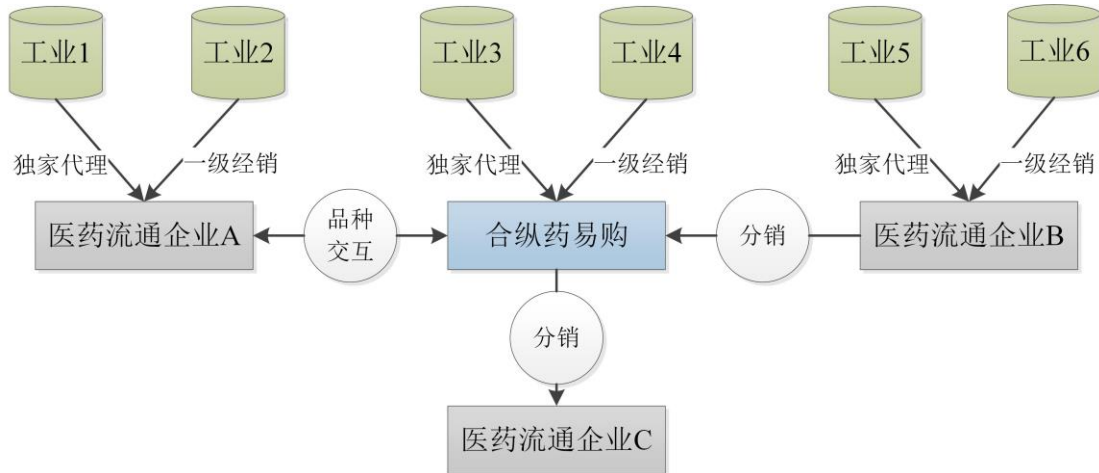 工业1
工业2
工业3
工业4
工业5
工业6
独家代理
一级经销
独家代理
一级经销
独家代理
一级经销
医药流通企业A
品种
交互
合纵药易购
分销
医药流通企业B
分销
医药流通企业C